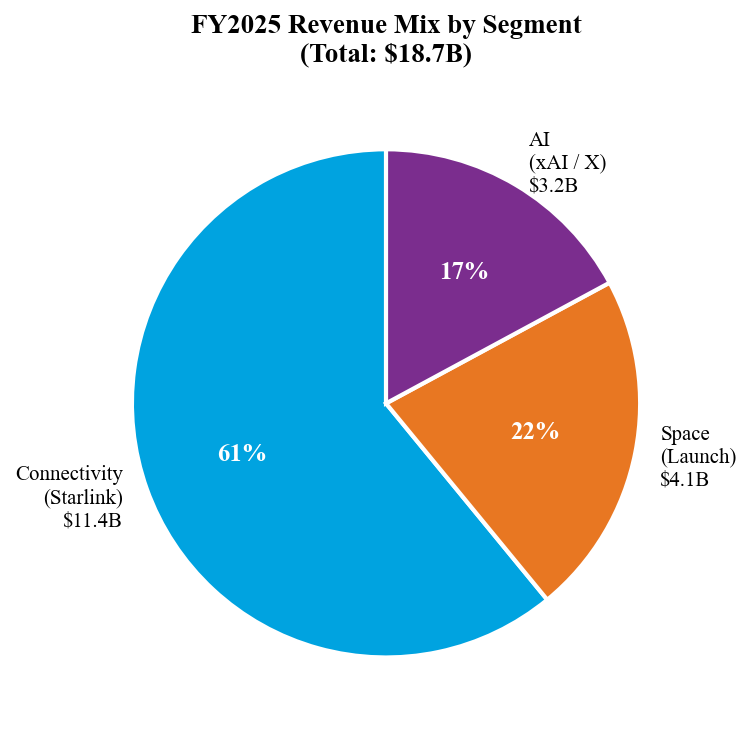 FY2025 Revenue Mix by Segment
(Total: $18.7B)
AI
(xAI / X)
$3.2B
17%
22%
Space
(Launch)
$4.1B
61%
Connectivity
(Starlink)
$11.4B